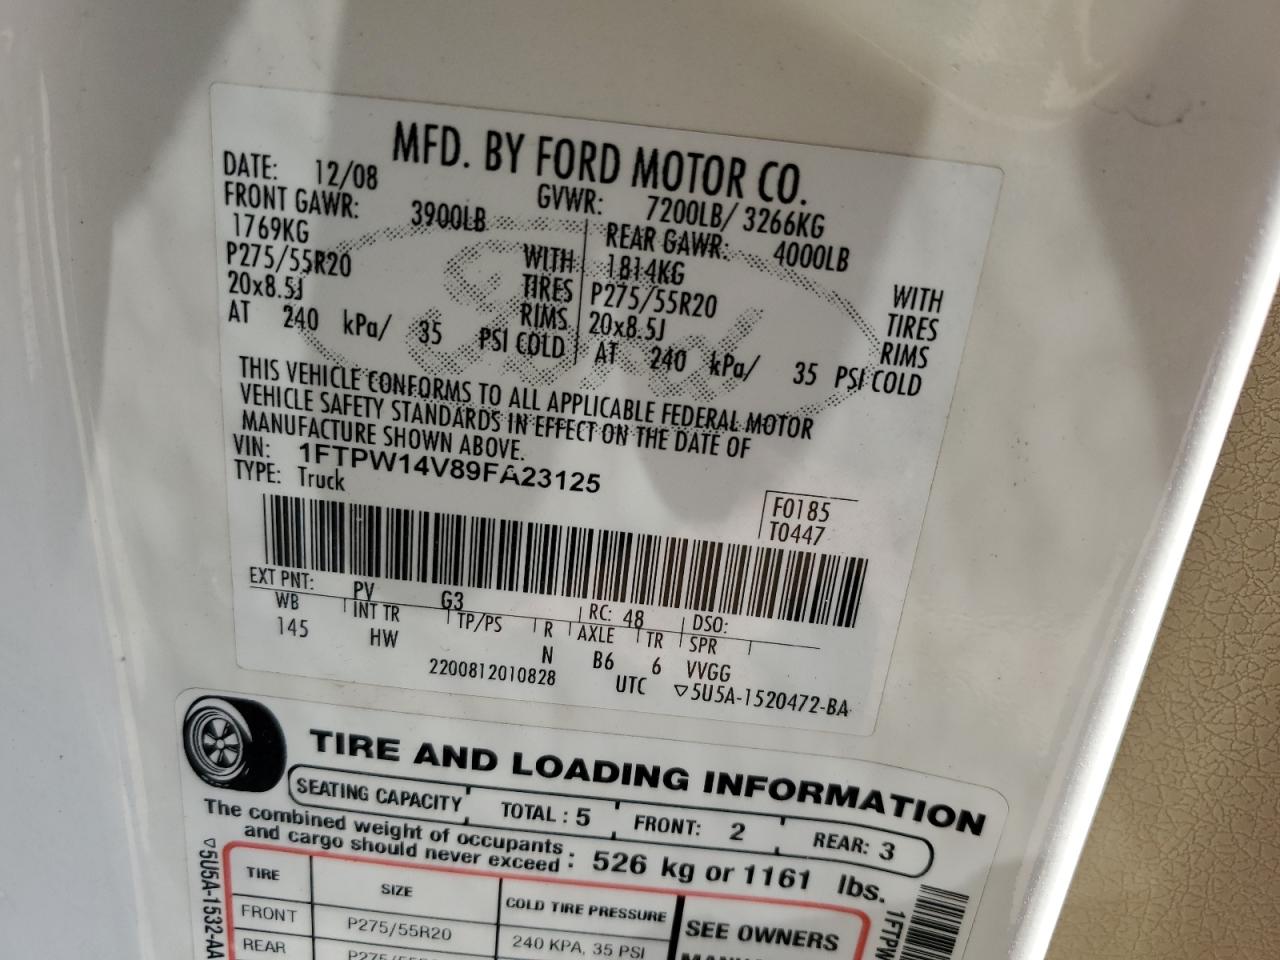 MFD. BY FORD MOTOR CO.
DATE: 12/08 GVWR: 7200LB/ 3266KG
FRONT GAWR: 3900LB REAR GAWR: 4000LB
1769KG WITH 1814KG WITH
P275/55R20 TIRES P275/55R20 TIRES
20x8.5J RIMS 20x8.5J RIMS
AT 240 kPa/ 35 PSI COLD AT 240 kPa/ 35 PSI COLD
Ford
THIS VEHICLE CONFORMS TO ALL APPLICABLE FEDERAL MOTOR
VEHICLE SAFETY STANDARDS IN EFFECT ON THE DATE OF
MANUFACTURE SHOWN ABOVE.
VIN: 1FTPW14V89FA23125
TYPE: Truck
F0185
T0447
EXT PNT: PV G3 RC: 48 DSO:
WB INT TR TP/PS R AXLE TR SPR
145 HW N B6 6 VVGG
2200812010828 UTC ▽5U5A-1520472-BA
TIRE AND LOADING INFORMATION
SEATING CAPACITY TOTAL : 5 FRONT: 2 REAR: 3
The combined weight of occupants
and cargo should never exceed : 526 kg or 1161 lbs.
TIRE SIZE COLD TIRE PRESSURE SEE OWNERS
FRONT P275/55R20 240 KPA, 35 PSI
REAR
▽5U5A-1532-AA
1FTPW